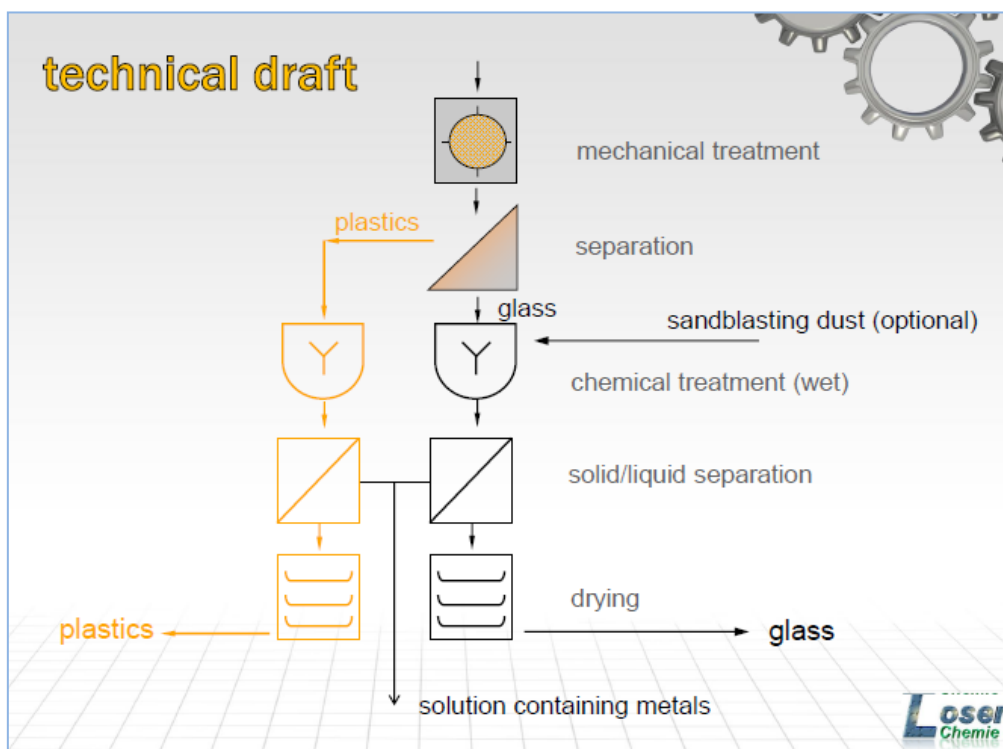 technical draft
mechanical treatment
plastics
separation
glass
sandblasting dust (optional)
chemical treatment (wet)
solid/liquid separation
drying
plastics
glass
solution containing metals
Loser
Chemie